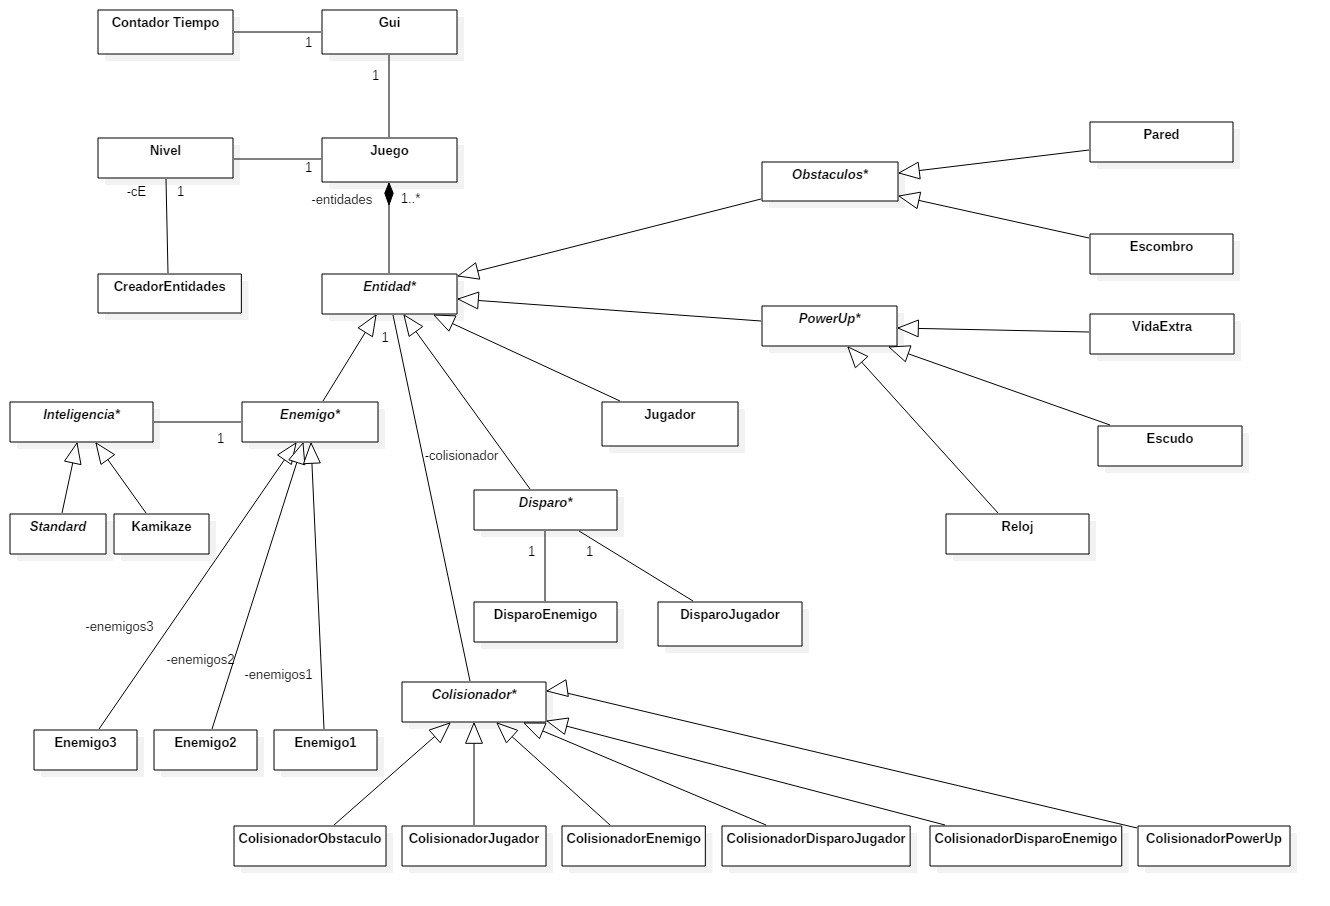 Contador Tiempo
Gui
1
1
Pared
Nivel
Juego
1
Obstaculos*
-cE
1
-entidades
1..*
Escombro
CreadorEntidades
Entidad*
PowerUp*
VidaExtra
1
Inteligencia*
Enemigo*
Jugador
1
Escudo
-colisionador
Disparo*
Standard
Kamikaze
Reloj
1
1
DisparoEnemigo
DisparoJugador
-enemigos3
-enemigos2
-enemigos1
Colisionador*
Enemigo3
Enemigo2
Enemigo1
ColisionadorObstaculo
ColisionadorJugador
ColisionadorEnemigo
ColisionadorDisparoJugador
ColisionadorDisparoEnemigo
ColisionadorPowerUp